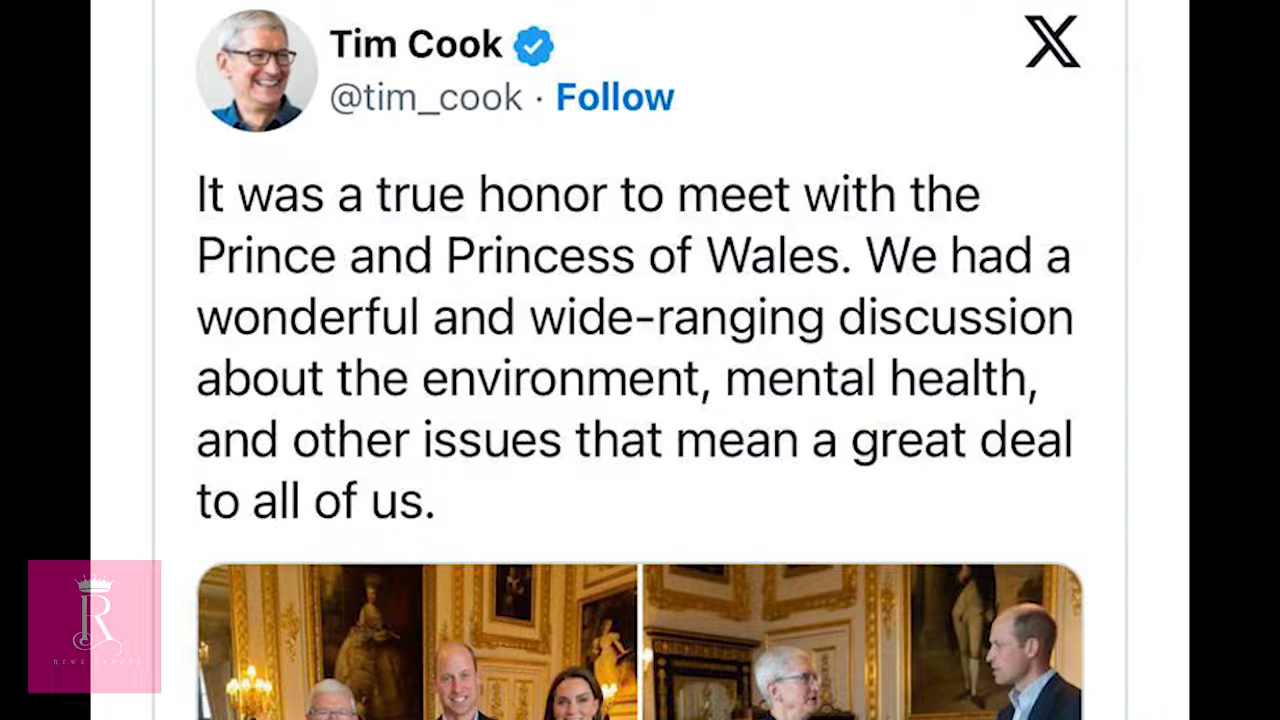 Tim Cook
@tim_cook · Follow
It was a true honor to meet with the
Prince and Princess of Wales. We had a
wonderful and wide-ranging discussion
about the environment, mental health,
and other issues that mean a great deal
to all of us.
R